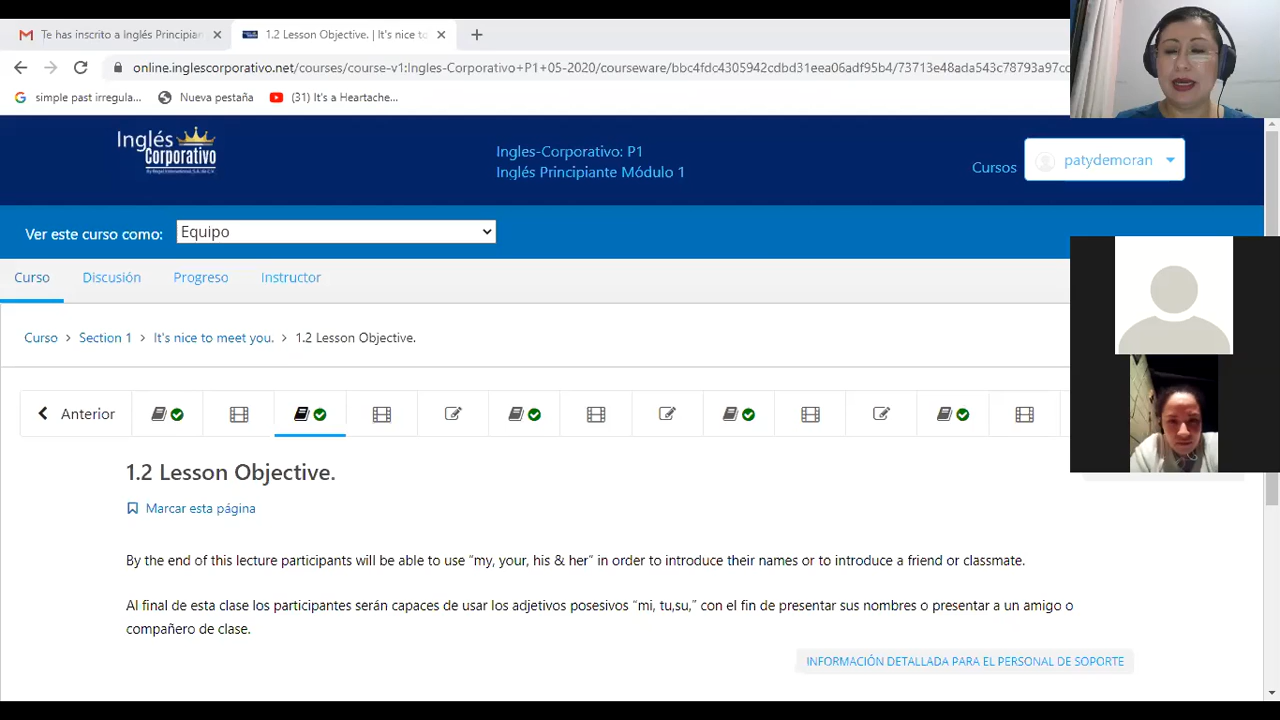 Te has inscrito a Inglés Principian
1.2 Lesson Objective. | It's nice to
online.inglescorporativo.net/courses/course-v1:Ingles-Corporativo+P1+05-2020/courseware/bbc4fdc4305942cdbd31eea06adf95b4/73713e48ada543c78793a97cc
simple past irregula...
Nueva pestaña
(31) It's a Heartache...
Inglés
Corporativo
Ingles-Corporativo: P1
Inglés Principiante Módulo 1
Cursos
patydemoran
Ver este curso como:
Equipo
Curso
Discusión
Progreso
Instructor
Curso > Section 1 > It's nice to meet you. > 1.2 Lesson Objective.
Anterior
1.2 Lesson Objective.
Marcar esta página
By the end of this lecture participants will be able to use “my, your, his & her” in order to introduce their names or to introduce a friend or classmate.
Al final de esta clase los participantes serán capaces de usar los adjetivos posesivos “mi, tu,su,” con el fin de presentar sus nombres o presentar a un amigo o
compañero de clase.
INFORMACIÓN DETALLADA PARA EL PERSONAL DE SOPORTE